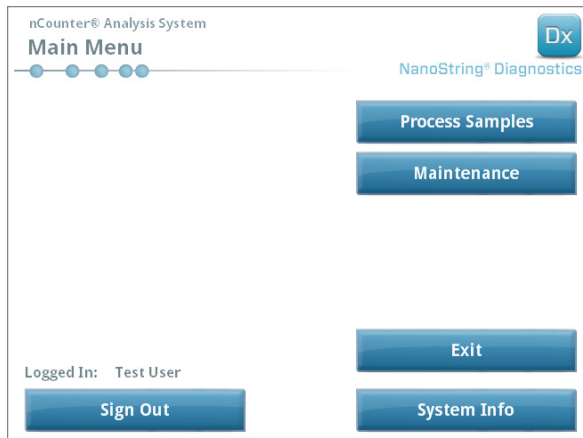 nCounter® Analysis System
Main Menu
Dx
NanoString® Diagnostics
Process Samples
Maintenance
Exit
Logged In: Test User
Sign Out
System Info